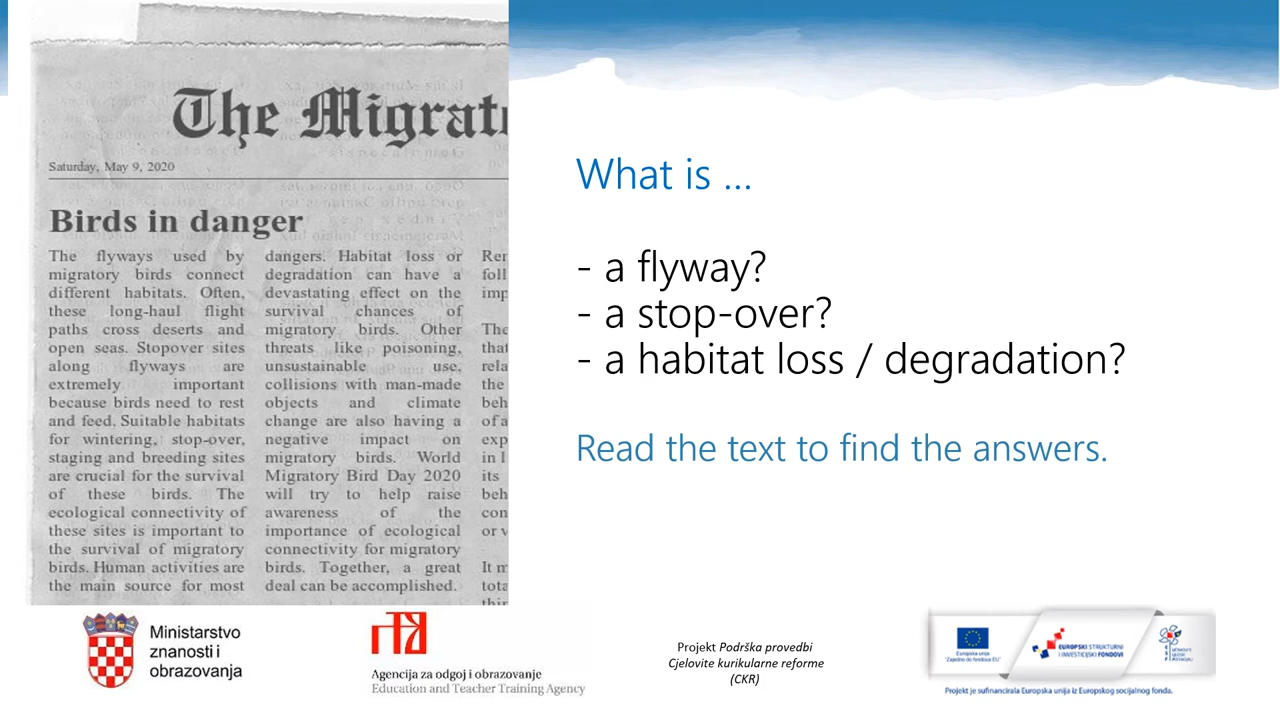 The Migrat
Saturday, May 9, 2020
Birds in danger
The flyways used by
migratory birds connect
different habitats. Often,
these long-haul flight
paths cross deserts and
open seas. Stopover sites
along flyways are
extremely important
because birds need to rest
and feed. Suitable habitats
for wintering, stop-over,
staging and breeding sites
are crucial for the survival
of these birds. The
ecological connectivity of
these sites is important to
the survival of migratory
birds. Human activities are
the main source for most
dangers. Habitat loss or
degradation can have a
devastating effect on the
survival chances of
migratory birds. Other
threats like poisoning,
unsustainable use,
collisions with man-made
objects and climate
change are also having a
negative impact on
migratory birds. World
Migratory Bird Day 2020
will try to help raise
awareness of the
importance of ecological
connectivity for migratory
birds. Together, a great
deal can be accomplished.
What is ...
- a flyway?
- a stop-over?
- a habitat loss / degradation?
Read the text to find the answers.
Ministarstvo
znanosti i
obrazovanja
Agencija za odgoj i obrazovanje
Education and Teacher Training Agency
Projekt Podrška provedbi
Cjelovite kurikularne reforme
(CKR)
Europska unija
"Zajedno do fondova EU"
EUROPSKI STRUKTURNI
I INVESTICIJSKI FONDOVI
Projekt je sufinancirala Europska unija iz Europskog socijalnog fonda.